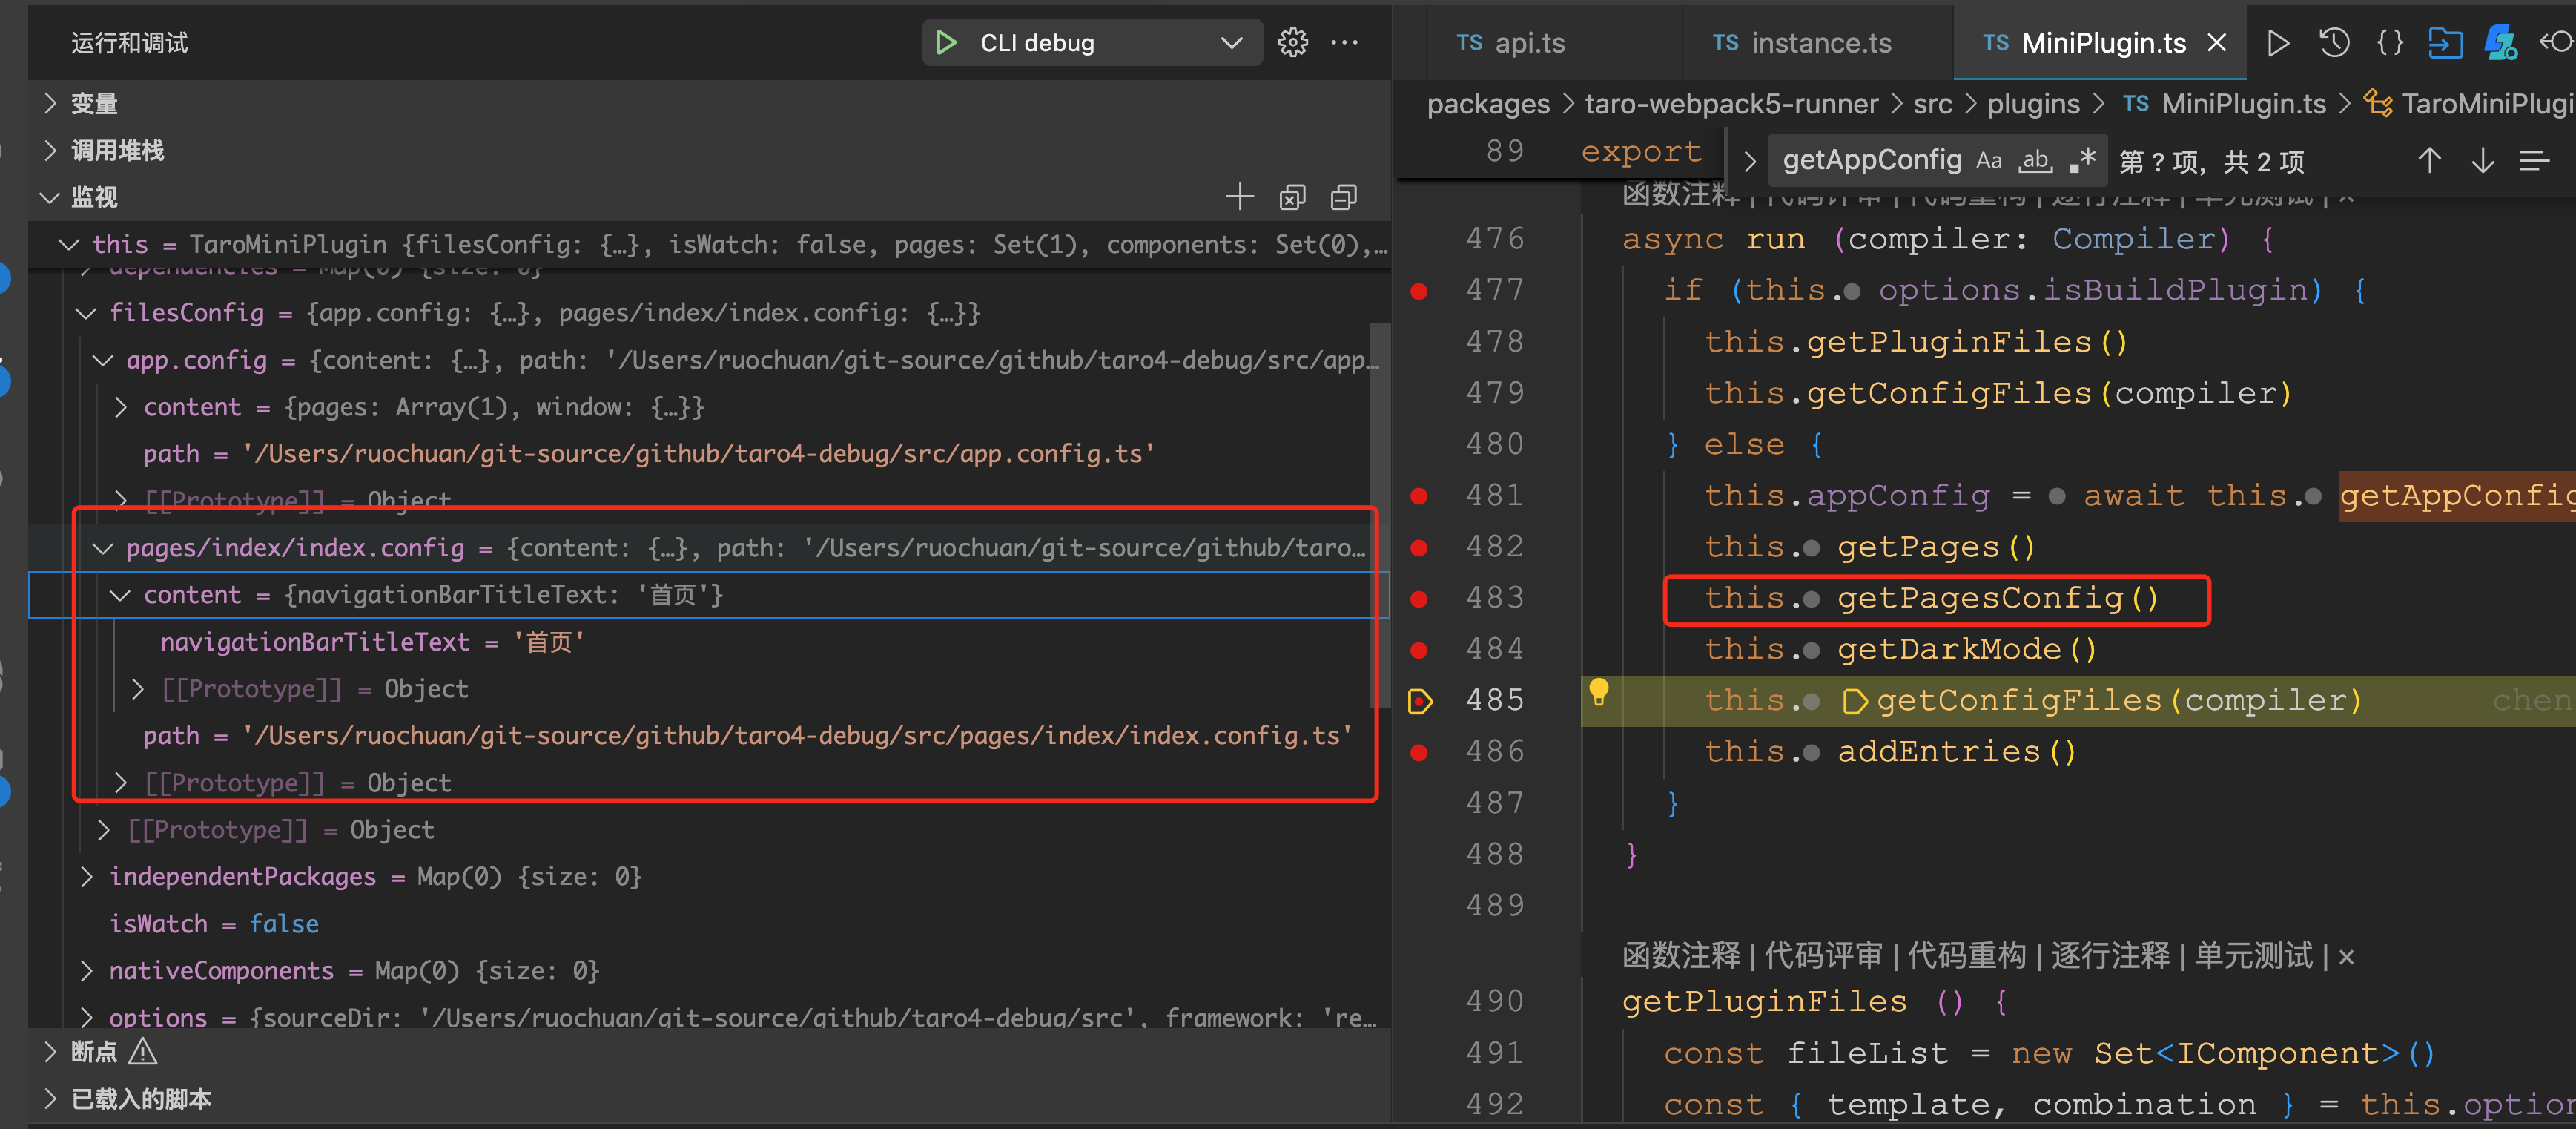 运行和调试
CLI debug
变量
调用堆栈
监视
this = TaroMiniPlugin {filesConfig: {…}, isWatch: false, pages: Set(1), components: Set(0),…
dependencies = Map(0) {size: 0}
filesConfig = {app.config: {…}, pages/index/index.config: {…}}
app.config = {content: {…}, path: '/Users/ruochuan/git-source/github/taro4-debug/src/app…
content = {pages: Array(1), window: {…}}
path = '/Users/ruochuan/git-source/github/taro4-debug/src/app.config.ts'
[[Prototype]] = Object
pages/index/index.config = {content: {…}, path: '/Users/ruochuan/git-source/github/taro…
content = {navigationBarTitleText: '首页'}
navigationBarTitleText = '首页'
[[Prototype]] = Object
path = '/Users/ruochuan/git-source/github/taro4-debug/src/pages/index/index.config.ts'
[[Prototype]] = Object
[[Prototype]] = Object
independentPackages = Map(0) {size: 0}
isWatch = false
nativeComponents = Map(0) {size: 0}
options = {sourceDir: '/Users/ruochuan/git-source/github/taro4-debug/src', framework: 're…
断点
已载入的脚本
TS api.ts
TS instance.ts
TS MiniPlugin.ts
packages > taro-webpack5-runner > src > plugins > TS MiniPlugin.ts > TaroMiniPlugi
89 export
getAppConfig Aa ab .* 第 ? 项, 共 2 项
函数注释 | 代码评审 | 代码重构 | 逐行注释 | 单元测试 | ×
476 async run (compiler: Compiler) {
477 if (this. options.isBuildPlugin) {
478 this.getPluginFiles()
479 this.getConfigFiles(compiler)
480 } else {
481 this.appConfig = await this. getAppConfig
482 this. getPages()
483 this. getPagesConfig()
484 this. getDarkMode()
485 this. getConfigFiles(compiler) chen
486 this. addEntries()
487 }
488 }
489
函数注释 | 代码评审 | 代码重构 | 逐行注释 | 单元测试 | ×
490 getPluginFiles () {
491 const fileList = new Set<IComponent>()
492 const { template, combination } = this.option